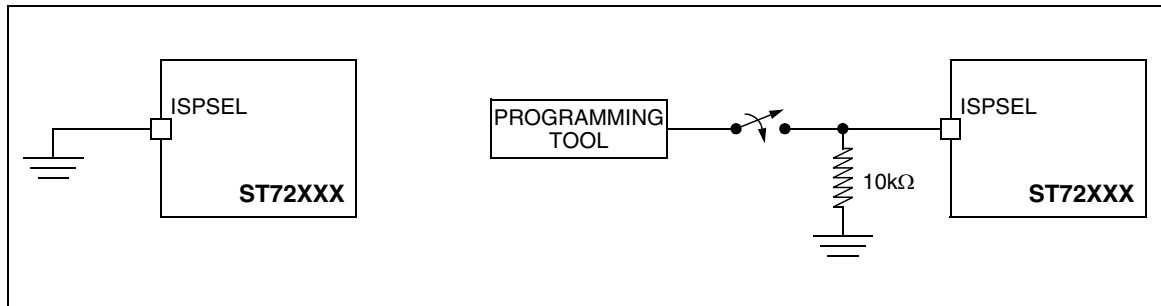 ISPSEL
ST72XXX
PROGRAMMING
TOOL
10kΩ
ISPSEL
ST72XXX